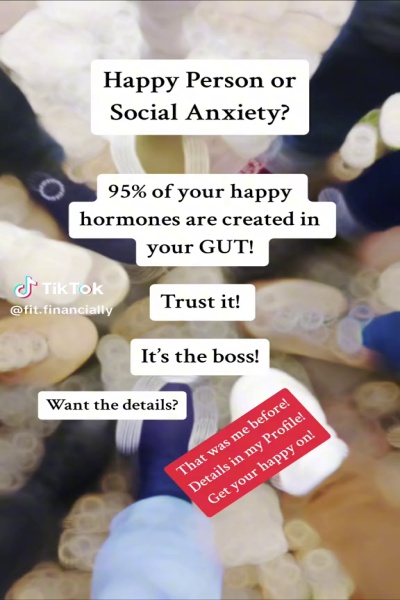 Happy Person or
Social Anxiety?
95% of your happy
hormones are created in
your GUT!
TikTok
@fit.financially
Trust it!
It's the boss!
Want the details?
That was me before!
Details in my Profile!
Get your happy on!